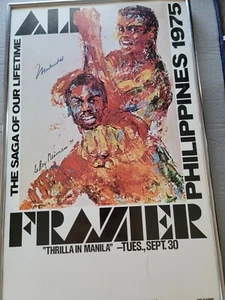 ALI
THE SAGA OF OUR LIFETIME
PHILIPPINES 1975
FRAZIER
"THRILLA IN MANILA" —TUES., SEPT. 30